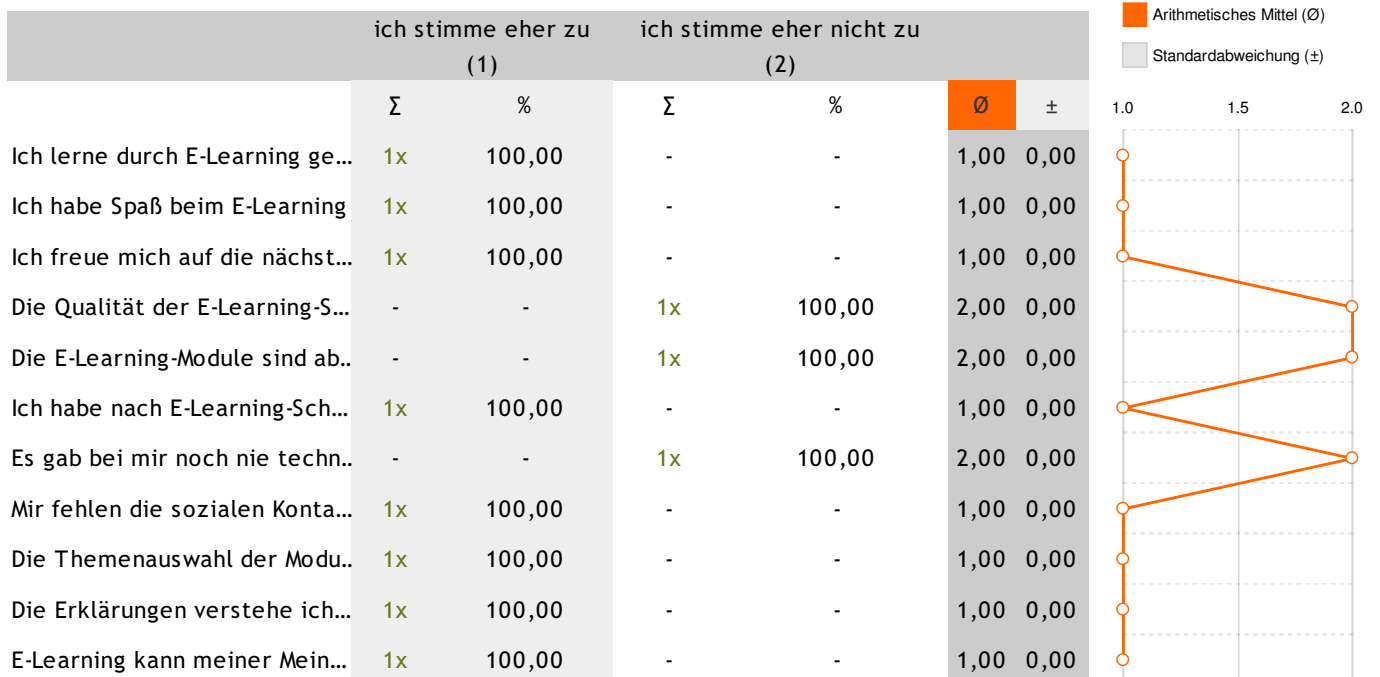 ich stimme eher zu (1) ich stimme eher nicht zu (2)
Arithmetisches Mittel (Ø)
Standardabweichung (±)
Σ % Σ % Ø ± 1.0 1.5 2.0
Ich lerne durch E-Learning ge... 1x 100,00 - - 1,00 0,00
Ich habe Spaß beim E-Learning 1x 100,00 - - 1,00 0,00
Ich freue mich auf die nächst... 1x 100,00 - - 1,00 0,00
Die Qualität der E-Learning-S... - - 1x 100,00 2,00 0,00
Die E-Learning-Module sind ab.. - - 1x 100,00 2,00 0,00
Ich habe nach E-Learning-Sch... 1x 100,00 - - 1,00 0,00
Es gab bei mir noch nie techn.. - - 1x 100,00 2,00 0,00
Mir fehlen die sozialen Konta... 1x 100,00 - - 1,00 0,00
Die Themenauswahl der Modu.. 1x 100,00 - - 1,00 0,00
Die Erklärungen verstehe ich... 1x 100,00 - - 1,00 0,00
E-Learning kann meiner Mein... 1x 100,00 - - 1,00 0,00